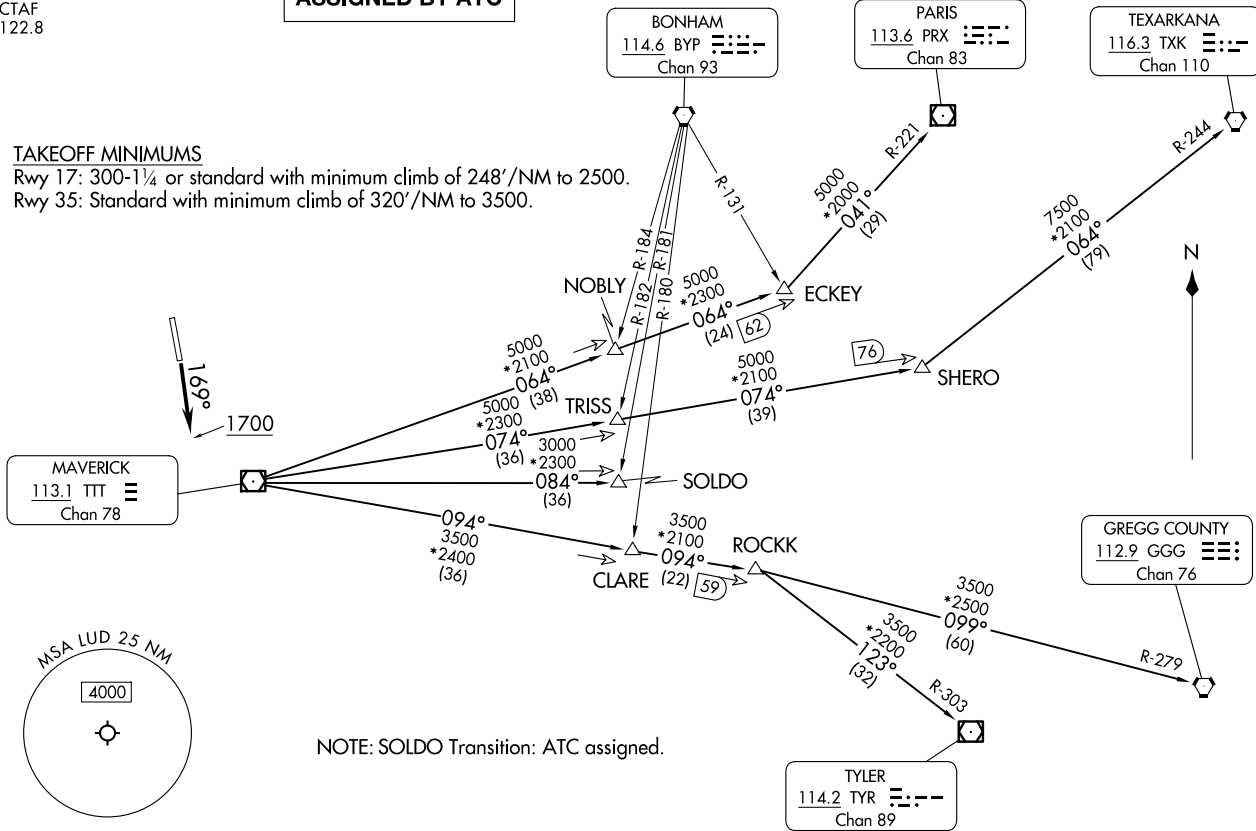 CTAF
122.8
ASSIGNED BY ATC
BONHAM
114.6 BYP
Chan 93
PARIS
113.6 PRX
Chan 83
TEXARKANA
116.3 TXK
Chan 110
TAKEOFF MINIMUMS
Rwy 17: 300-1¼ or standard with minimum climb of 248'/NM to 2500.
Rwy 35: Standard with minimum climb of 320'/NM to 3500.
R-221
R-244
5000
*2000
041°
(29)
7500
*2100
064°
(79)
R-131
R-184
R-181
R-182
R-180
N
NOBLY
5000
*2300
064°
(24)
62
ECKEY
169°
1700
5000
*2100
064°
(38)
TRISS
5000
*2100
074°
(39)
76
SHERO
5000
*2300
074°
(36)
3000
*2300
084°
(36)
SOLDO
MAVERICK
113.1 TTT
Chan 78
094°
3500
*2400
(36)
CLARE
3500
*2100
094°
(22)
59
ROCKK
GREGG COUNTY
112.9 GGG
Chan 76
3500
*2500
099°
(60)
R-279
3500
*2200
123°
(32)
R-303
MSA LUD 25 NM
4000
NOTE: SOLDO Transition: ATC assigned.
TYLER
114.2 TYR
Chan 89